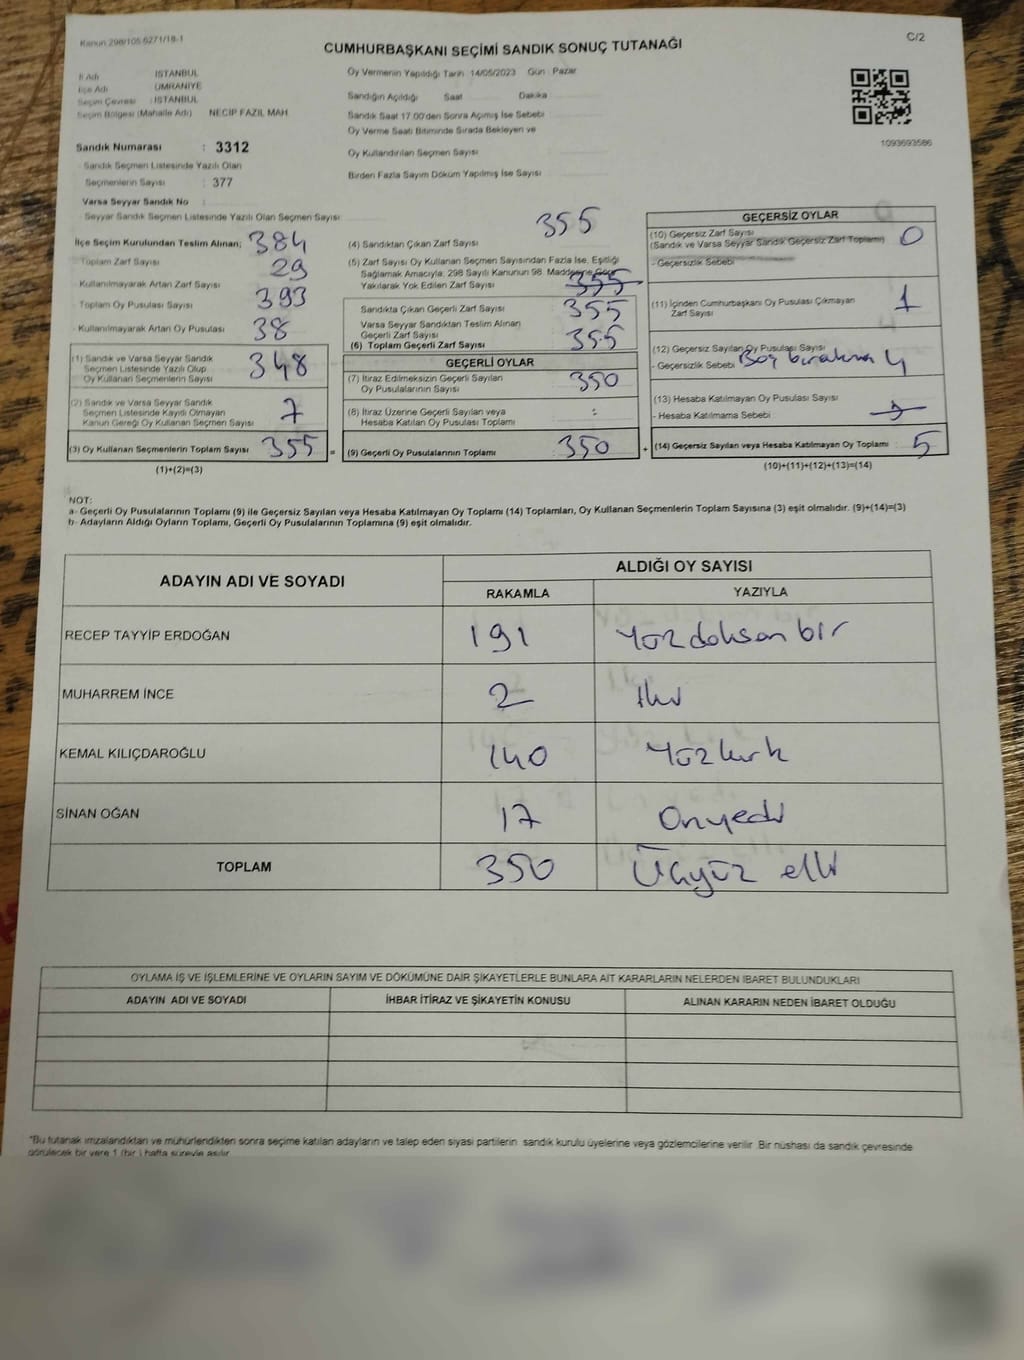 Kanun 298/105 6271/18-1
C/2
CUMHURBAŞKANI SEÇİMİ SANDIK SONUÇ TUTANAĞI
İl Adı İSTANBUL
İlçe Adı ÜMRANİYE
Seçim Çevresi : İSTANBUL
Seçim Bölgesi (Mahalle Adı) NECİP FAZIL MAH.
Sandık Numarası : 3312
Sandık Seçmen Listesinde Yazılı Olan
Seçmenlerin Sayısı : 377
Varsa Seyyar Sandık No :
Seyyar Sandık Seçmen Listesinde Yazılı Olan Seçmen Sayısı
Oy Vermenin Yapıldığı Tarih 14/05/2023 Gün : Pazar
Sandığın Açıldığı Saat Dakika
Sandık Saat 17.00'den Sonra Açılmış İse Sebebi
Oy Verme Saati Bitiminde Sırada Bekleyen ve
Oy Kullandırılan Seçmen Sayısı
Birden Fazla Sayım Döküm Yapılmış İse Sayısı
1093693586
İlçe Seçim Kurulundan Teslim Alınan; 384
- Toplam Zarf Sayısı
29
- Kullanılmayarak Artan Zarf Sayısı
393
- Toplam Oy Pusulası Sayısı
- Kullanılmayarak Artan Oy Pusulası 38
(1) Sandık ve Varsa Seyyar Sandık
Seçmen Listesinde Yazılı Olup
Oy Kullanan Seçmenlerin Sayısı 348
(2) Sandık ve Varsa Seyyar Sandık
Seçmen Listesinde Kayıtlı Olmayan
Kanun Gereği Oy Kullanan Seçmen Sayısı 7
(3) Oy Kullanan Seçmenlerin Toplam Sayısı 355 =
(1)+(2)=(3)
355
(4) Sandıktan Çıkan Zarf Sayısı
(5) Zarf Sayısı Oy Kullanan Seçmen Sayısından Fazla İse, Eşitliği
Sağlamak Amacıyla; 298 Sayılı Kanunun 98. Maddesine Göre
Yakılarak Yok Edilen Zarf Sayısı 355
Sandıkta Çıkan Geçerli Zarf Sayısı 355
Varsa Seyyar Sandıktan Teslim Alınan
Geçerli Zarf Sayısı
(6) Toplam Geçerli Zarf Sayısı 355
GEÇERLİ OYLAR
(7) İtiraz Edilmeksizin Geçerli Sayılan
Oy Pusulalarının Sayısı 350
(8) İtiraz Üzerine Geçerli Sayılan veya
Hesaba Katılan Oy Pusulası Toplamı :
(9) Geçerli Oy Pusulalarının Toplamı 350 +
GEÇERSİZ OYLAR
(10) Geçersiz Zarf Sayısı
(Sandık ve Varsa Seyyar Sandık Geçersiz Zarf Toplamı) 0
- Geçersizlik Sebebi
(11) İçinden Cumhurbaşkanı Oy Pusulası Çıkmayan
Zarf Sayısı 1
(12) Geçersiz Sayılan Oy Pusulası Sayısı
- Geçersizlik Sebebi Boş bırakma 4
(13) Hesaba Katılmayan Oy Pusulası Sayısı
- Hesaba Katılmama Sebebi
(14) Geçersiz Sayılan veya Hesaba Katılmayan Oy Toplamı : 5
(10)+(11)+(12)+(13)=(14)
NOT:
a- Geçerli Oy Pusulalarının Toplamı (9) ile Geçersiz Sayılan veya Hesaba Katılmayan Oy Toplamı (14) Toplamları, Oy Kullanan Seçmenlerin Toplam Sayısına (3) eşit olmalıdır. (9)+(14)=(3)
b- Adayların Aldığı Oyların Toplamı, Geçerli Oy Pusulalarının Toplamına (9) eşit olmalıdır.
ADAYIN ADI VE SOYADI
ALDIĞI OY SAYISI
RAKAMLA YAZIYLA
RECEP TAYYİP ERDOĞAN 191 Yüzdoksan bir
MUHARREM İNCE 2 İki
KEMAL KILIÇDAROĞLU 140 Yüzkırk
SİNAN OĞAN 17 Onyedi
TOPLAM 350 Üçyüz elli
OYLAMA İŞ VE İŞLEMLERİNE VE OYLARIN SAYIM VE DÖKÜMÜNE DAİR ŞİKAYETLERLE BUNLARA AİT KARARLARIN NELERDEN İBARET BULUNDUKLARI
ADAYIN ADI VE SOYADI İHBAR İTİRAZ VE ŞİKAYETİN KONUSU ALINAN KARARIN NEDEN İBARET OLDUĞU
*Bu tutanak imzalandıktan ve mühürlendikten sonra seçime katılan adayların ve talep eden siyasi partilerin sandık kurulu üyelerine veya gözlemcilerine verilir. Bir nüshası da sandık çevresinde
görülecek bir yere 1 (bir ) hafta süreyle asılır.